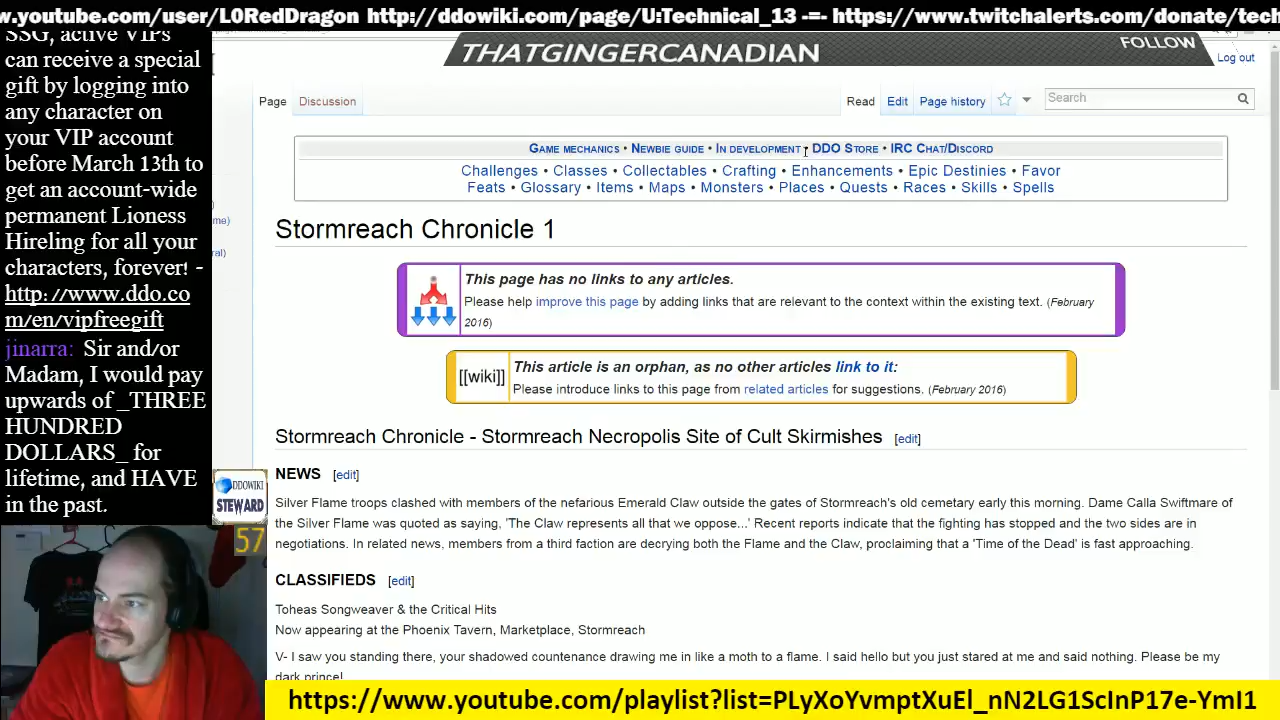 w.youtube.com/user/L0RedDragon http://ddowiki.com/page/U:Technical_13 -=- https://www.twitchalerts.com/donate/tech
SSG, active VIPs
can receive a special
gift by logging into
any character on
your VIP account
before March 13th to
get an account-wide
permanent Lioness
Hireling for all your
characters, forever! -
http://www.ddo.co
m/en/vipfreegift
jinarra: Sir and/or
Madam, I would pay
upwards of _THREE
HUNDRED
DOLLARS_ for
lifetime, and HAVE
in the past.
DDOWIKI
STEWARD
57
me)
ral)
THATGINGERCANADIAN
FOLLOW
Log out
Page Discussion
Read Edit Page history
Search
Game mechanics • Newbie guide • In development • DDO Store • IRC Chat/Discord
Challenges • Classes • Collectables • Crafting • Enhancements • Epic Destinies • Favor
Feats • Glossary • Items • Maps • Monsters • Places • Quests • Races • Skills • Spells
Stormreach Chronicle 1
This page has no links to any articles.
Please help improve this page by adding links that are relevant to the context within the existing text. (February
2016)
[[wiki]]
This article is an orphan, as no other articles link to it:
Please introduce links to this page from related articles for suggestions. (February 2016)
Stormreach Chronicle - Stormreach Necropolis Site of Cult Skirmishes [edit]
NEWS [edit]
Silver Flame troops clashed with members of the nefarious Emerald Claw outside the gates of Stormreach's old cemetary early this morning. Dame Calla Swiftmare of
the Silver Flame was quoted as saying, 'The Claw represents all that we oppose...' Recent reports indicate that the fighting has stopped and the two sides are in
negotiations. In related news, members from a third faction are decrying both the Flame and the Claw, proclaiming that a 'Time of the Dead' is fast approaching.
CLASSIFIEDS [edit]
Toheas Songweaver & the Critical Hits
Now appearing at the Phoenix Tavern, Marketplace, Stormreach
V- I saw you standing there, your shadowed countenance drawing me in like a moth to a flame. I said hello but you just stared at me and said nothing. Please be my
dark prince!
https://www.youtube.com/playlist?list=PLyXoYvmptXuEl_nN2LG1ScInP17e-YmI1